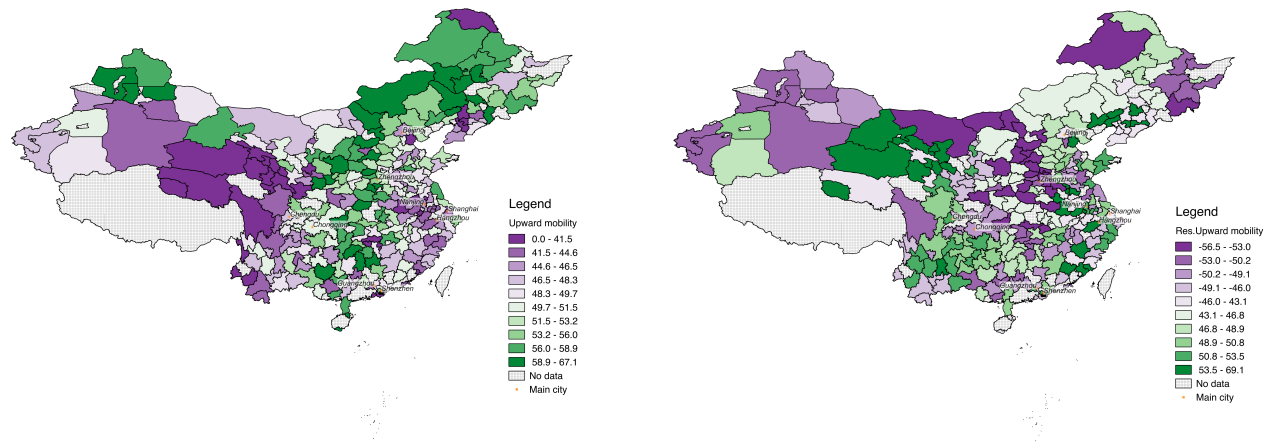 Beijing
Zhengzhou
Nanjing
Shanghai
Hangzhou
Chengdu
Chongqing
Guangzhou
Shenzhen
Legend
Upward mobility
0.0 - 41.5
41.5 - 44.6
44.6 - 46.5
46.5 - 48.3
48.3 - 49.7
49.7 - 51.5
51.5 - 53.2
53.2 - 56.0
56.0 - 58.9
58.9 - 67.1
No data
Main city
Beijing
Zhengzhou
Nanjing
Shanghai
Hangzhou
Chengdu
Chongqing
Guangzhou
Shenzhen
Legend
Res.Upward mobility
-56.5 - -53.0
-53.0 - -50.2
-50.2 - -49.1
-49.1 - -46.0
-46.0 - 43.1
43.1 - 46.8
46.8 - 48.9
48.9 - 50.8
50.8 - 53.5
53.5 - 69.1
No data
Main city